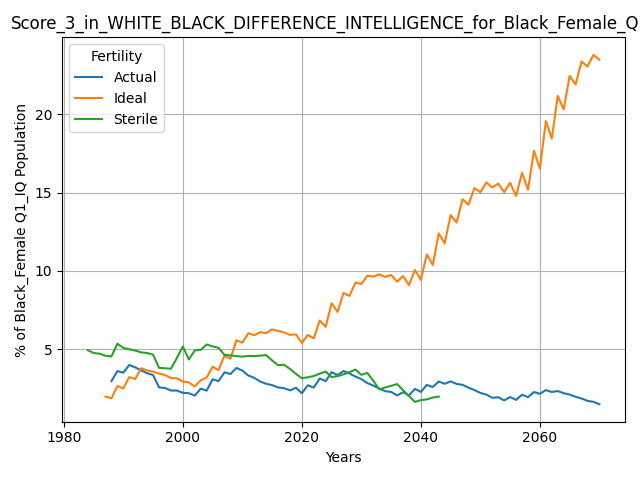 Score_3_in_WHITE_BLACK_DIFFERENCE_INTELLIGENCE_for_Black_Female_Q
Fertility
Actual
Ideal
Sterile
% of Black_Female Q1_IQ Population
20
15
10
5
1980 2000 2020 2040 2060
Years